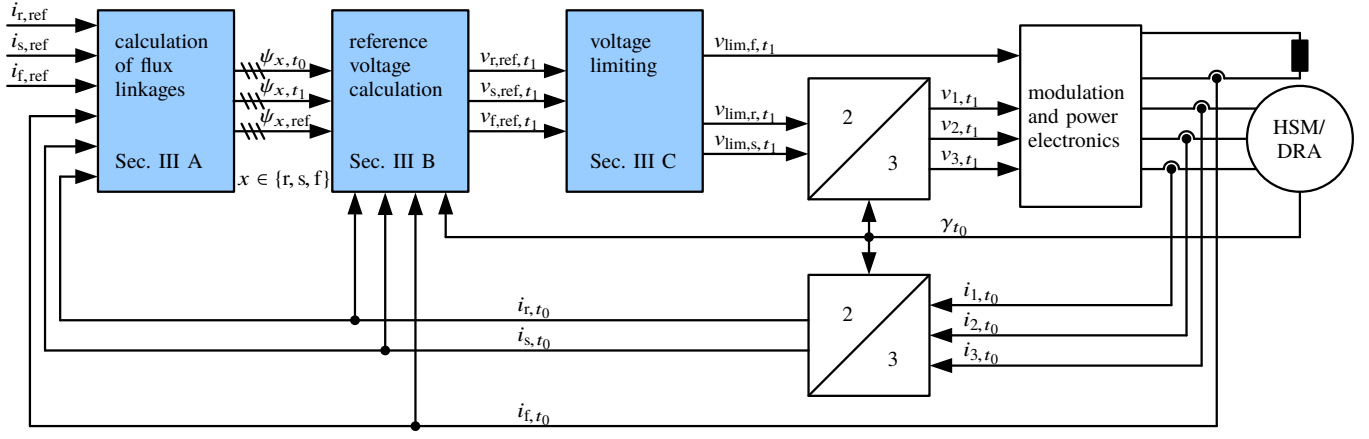 i_r,ref
i_s,ref
i_f,ref
calculation
of flux
linkages
Sec. III A
ψ_x,t0
ψ_x,t1
ψ_x,ref
x ∈ {r, s, f}
reference
voltage
calculation
Sec. III B
v_r,ref,t1
v_s,ref,t1
v_f,ref,t1
voltage
limiting
Sec. III C
v_lim,f,t1
v_lim,r,t1
v_lim,s,t1
2
3
v_1,t1
v_2,t1
v_3,t1
modulation
and power
electronics
HSM/
DRA
γ_t0
2
3
i_1,t0
i_2,t0
i_3,t0
i_r,t0
i_s,t0
i_f,t0